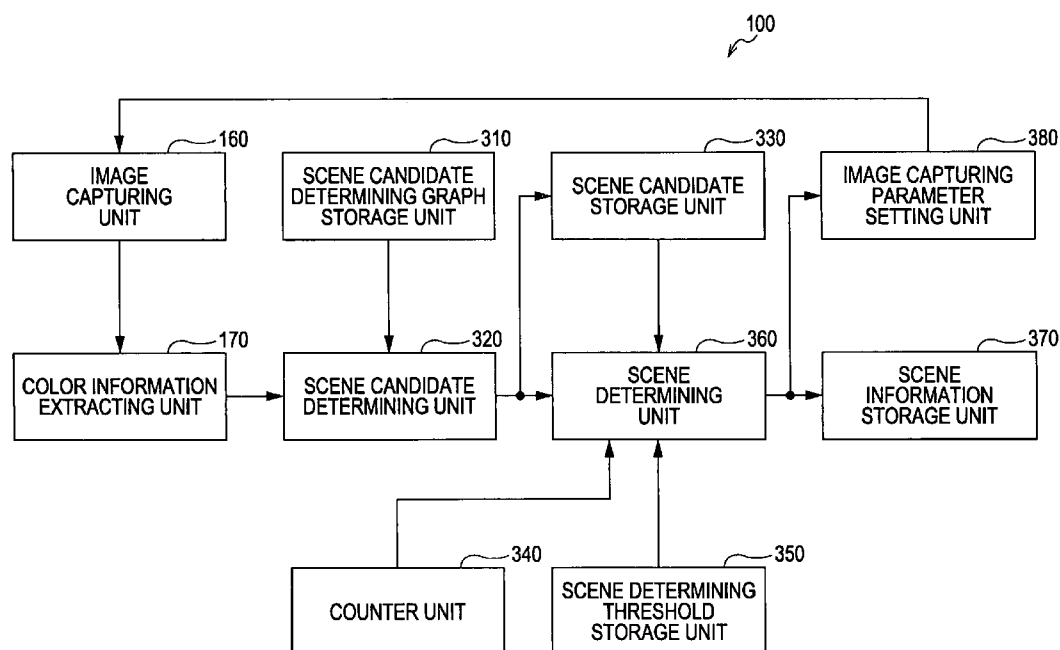 100
160
IMAGE
CAPTURING
UNIT
310
SCENE CANDIDATE
DETERMINING GRAPH
STORAGE UNIT
330
SCENE CANDIDATE
STORAGE UNIT
380
IMAGE CAPTURING
PARAMETER
SETTING UNIT
170
COLOR INFORMATION
EXTRACTING UNIT
320
SCENE CANDIDATE
DETERMINING UNIT
360
SCENE
DETERMINING
UNIT
370
SCENE
INFORMATION
STORAGE UNIT
340
COUNTER UNIT
350
SCENE DETERMINING
THRESHOLD
STORAGE UNIT